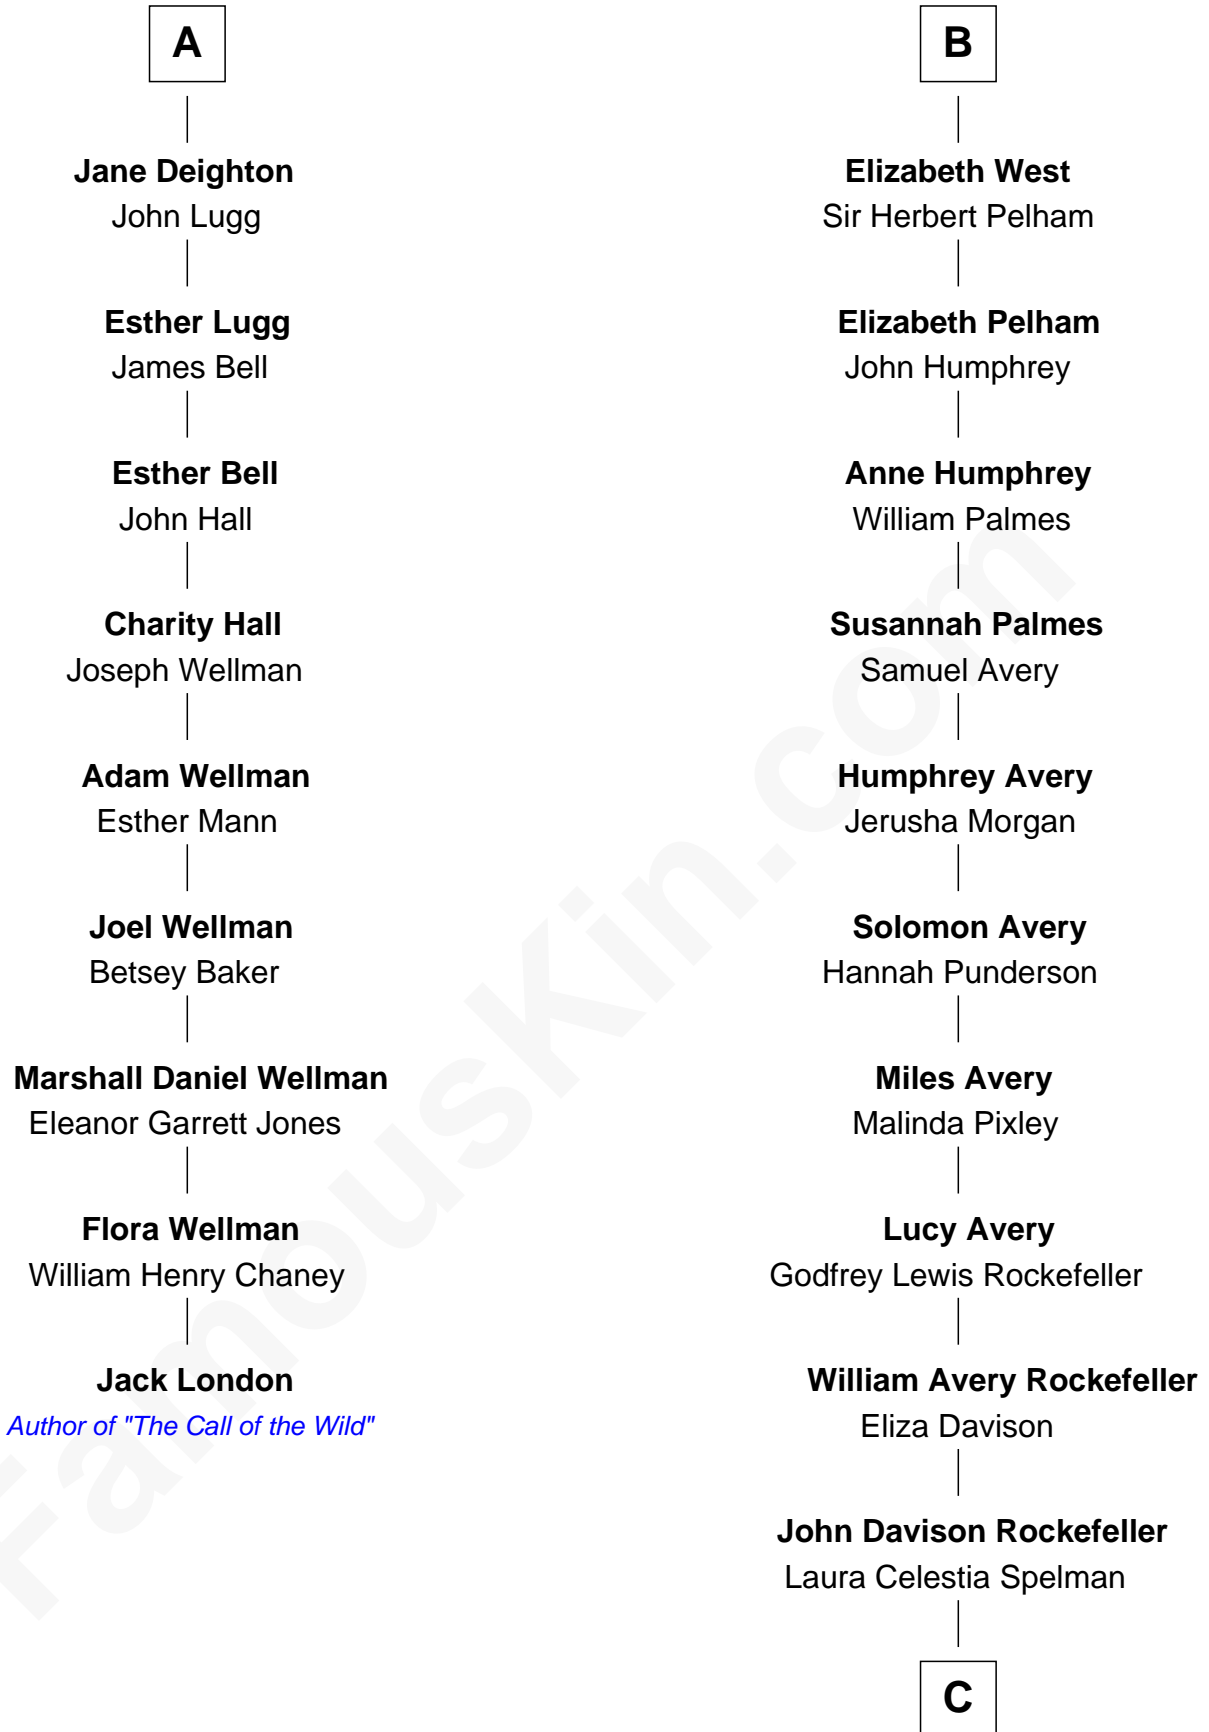 A
Jane Deighton
John Lugg
Esther Lugg
James Bell
Esther Bell
John Hall
Charity Hall
Joseph Wellman
Adam Wellman
Esther Mann
Joel Wellman
Betsey Baker
Marshall Daniel Wellman
Eleanor Garrett Jones
Flora Wellman
William Henry Chaney
Jack London
Author of "The Call of the Wild"
B
Elizabeth West
Sir Herbert Pelham
Elizabeth Pelham
John Humphrey
Anne Humphrey
William Palmes
Susannah Palmes
Samuel Avery
Humphrey Avery
Jerusha Morgan
Solomon Avery
Hannah Punderson
Miles Avery
Malinda Pixley
Lucy Avery
Godfrey Lewis Rockefeller
William Avery Rockefeller
Eliza Davison
John Davison Rockefeller
Laura Celestia Spelman
C
FamousKin.com